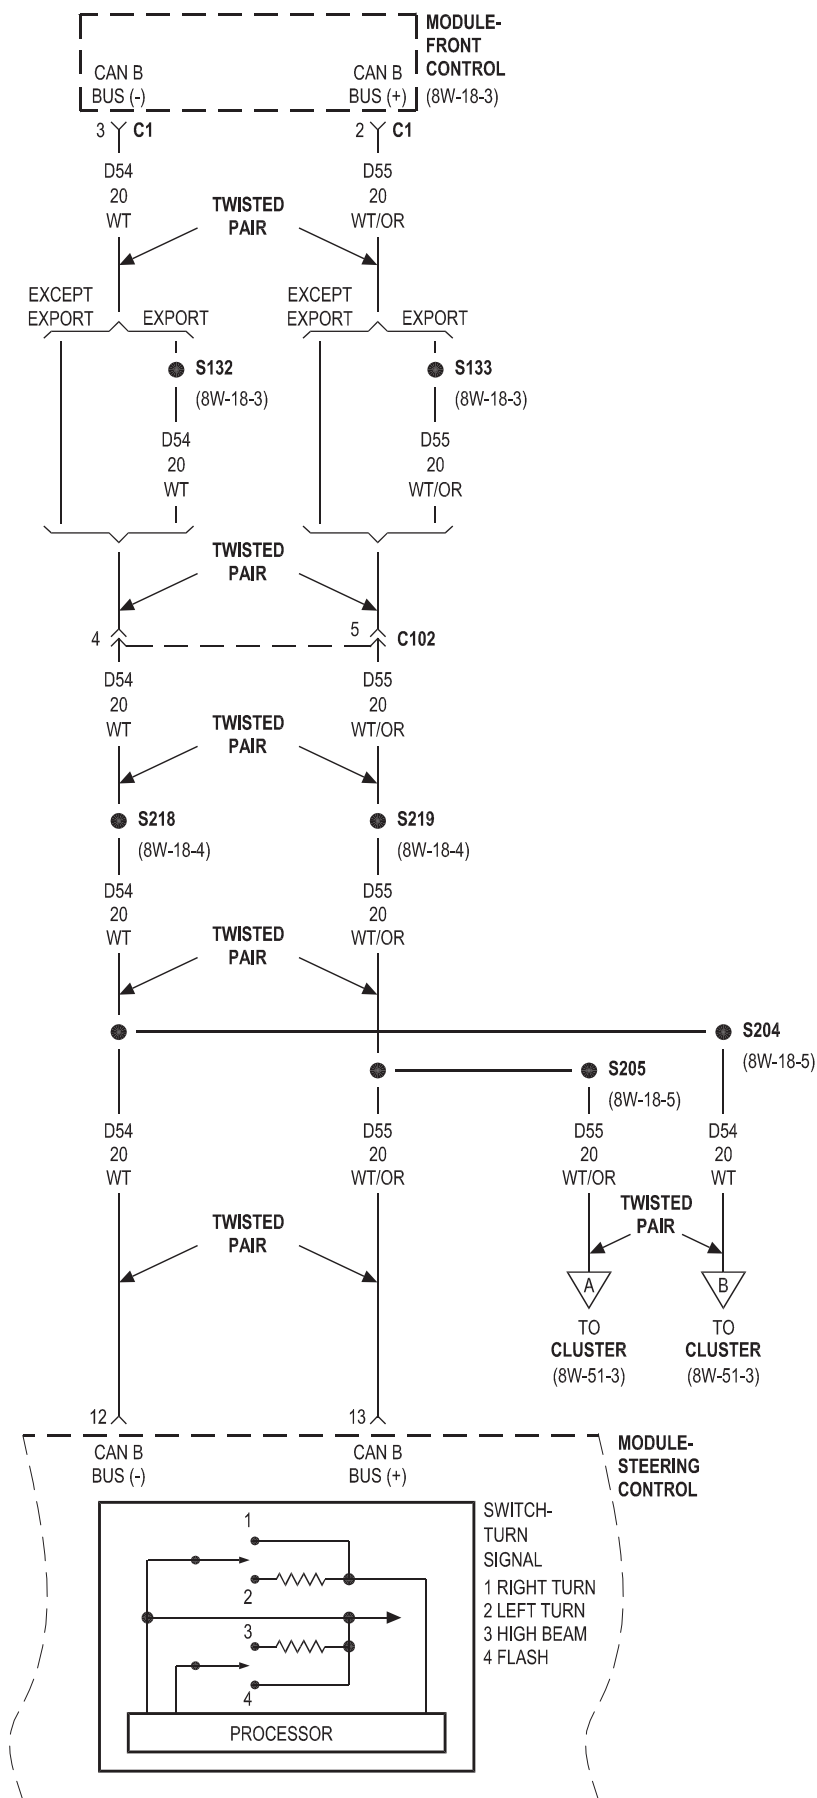 MODULE-
FRONT
CONTROL
(8W-18-3)
CAN B
BUS (-)
CAN B
BUS (+)
3 C1
2 C1
D54
20
WT
D55
20
WT/OR
TWISTED
PAIR
EXCEPT
EXPORT
EXPORT
EXCEPT
EXPORT
EXPORT
S132
(8W-18-3)
S133
(8W-18-3)
D54
20
WT
D55
20
WT/OR
TWISTED
PAIR
4
5
C102
D54
20
WT
D55
20
WT/OR
TWISTED
PAIR
S218
(8W-18-4)
S219
(8W-18-4)
D54
20
WT
D55
20
WT/OR
TWISTED
PAIR
S204
(8W-18-5)
S205
(8W-18-5)
D54
20
WT
D55
20
WT/OR
D55
20
WT/OR
D54
20
WT
TWISTED
PAIR
TWISTED
PAIR
A
B
TO
CLUSTER
(8W-51-3)
TO
CLUSTER
(8W-51-3)
12
13
CAN B
BUS (-)
CAN B
BUS (+)
MODULE-
STEERING
CONTROL
SWITCH-
TURN
SIGNAL
1 RIGHT TURN
2 LEFT TURN
3 HIGH BEAM
4 FLASH
1
2
3
4
PROCESSOR